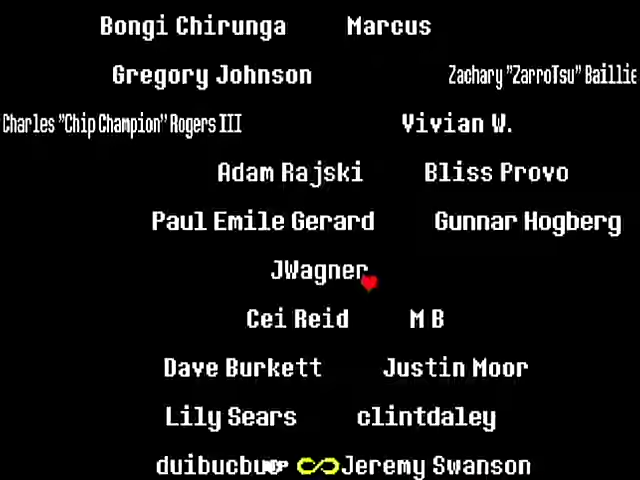 Bongi Chirunga Marcus
Gregory Johnson Zachary "ZarroTsu" Baillie
Charles "Chip Champion" Rogers III Vivian W.
Adam Rajski Bliss Provo
Paul Emile Gerard Gunnar Hogberg
JWagner
Cei Reid M B
Dave Burkett Justin Moor
Lily Sears clintdaley
Jeremy Swanson